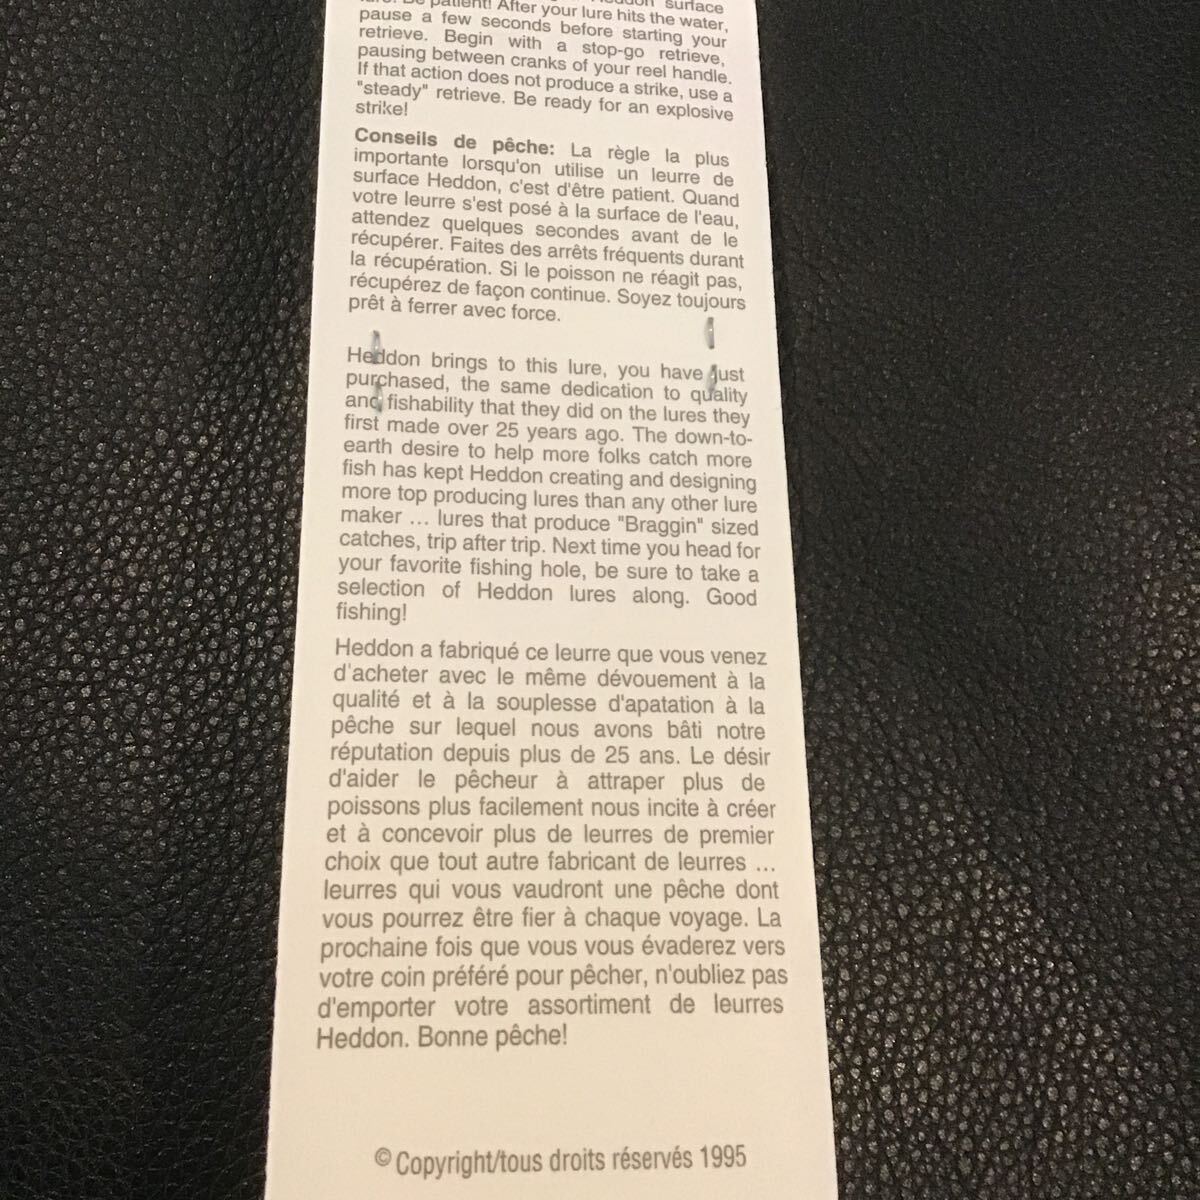 Heddon surface
Be patient! After your lure hits the water,
pause a few seconds before starting your
retrieve. Begin with a stop-go retrieve,
pausing between cranks of your reel handle.
If that action does not produce a strike, use a
"steady" retrieve. Be ready for an explosive
strike!
Conseils de pêche: La règle la plus
importante lorsqu'on utilise un leurre de
surface Heddon, c'est d'être patient. Quand
votre leurre s'est posé à la surface de l'eau,
attendez quelques secondes avant de le
récupérer. Faites des arrêts fréquents durant
la récupération. Si le poisson ne réagit pas,
récupérez de façon continue. Soyez toujours
prêt à ferrer avec force.
Heddon brings to this lure, you have just
purchased, the same dedication to quality
and fishability that they did on the lures they
first made over 25 years ago. The down-to-
earth desire to help more folks catch more
fish has kept Heddon creating and designing
more top producing lures than any other lure
maker ... lures that produce "Braggin" sized
catches, trip after trip. Next time you head for
your favorite fishing hole, be sure to take a
selection of Heddon lures along. Good
fishing!
Heddon a fabriqué ce leurre que vous venez
d'acheter avec le même dévouement à la
qualité et à la souplesse d'apatation à la
pêche sur lequel nous avons bâti notre
réputation depuis plus de 25 ans. Le désir
d'aider le pêcheur à attraper plus de
poissons plus facilement nous incite à créer
et à concevoir plus de leurres de premier
choix que tout autre fabricant de leurres ...
leurres qui vous vaudront une pêche dont
vous pourrez être fier à chaque voyage. La
prochaine fois que vous vous évaderez vers
votre coin préféré pour pêcher, n'oubliez pas
d'emporter votre assortiment de leurres
Heddon. Bonne pêche!
© Copyright/tous droits réservés 1995